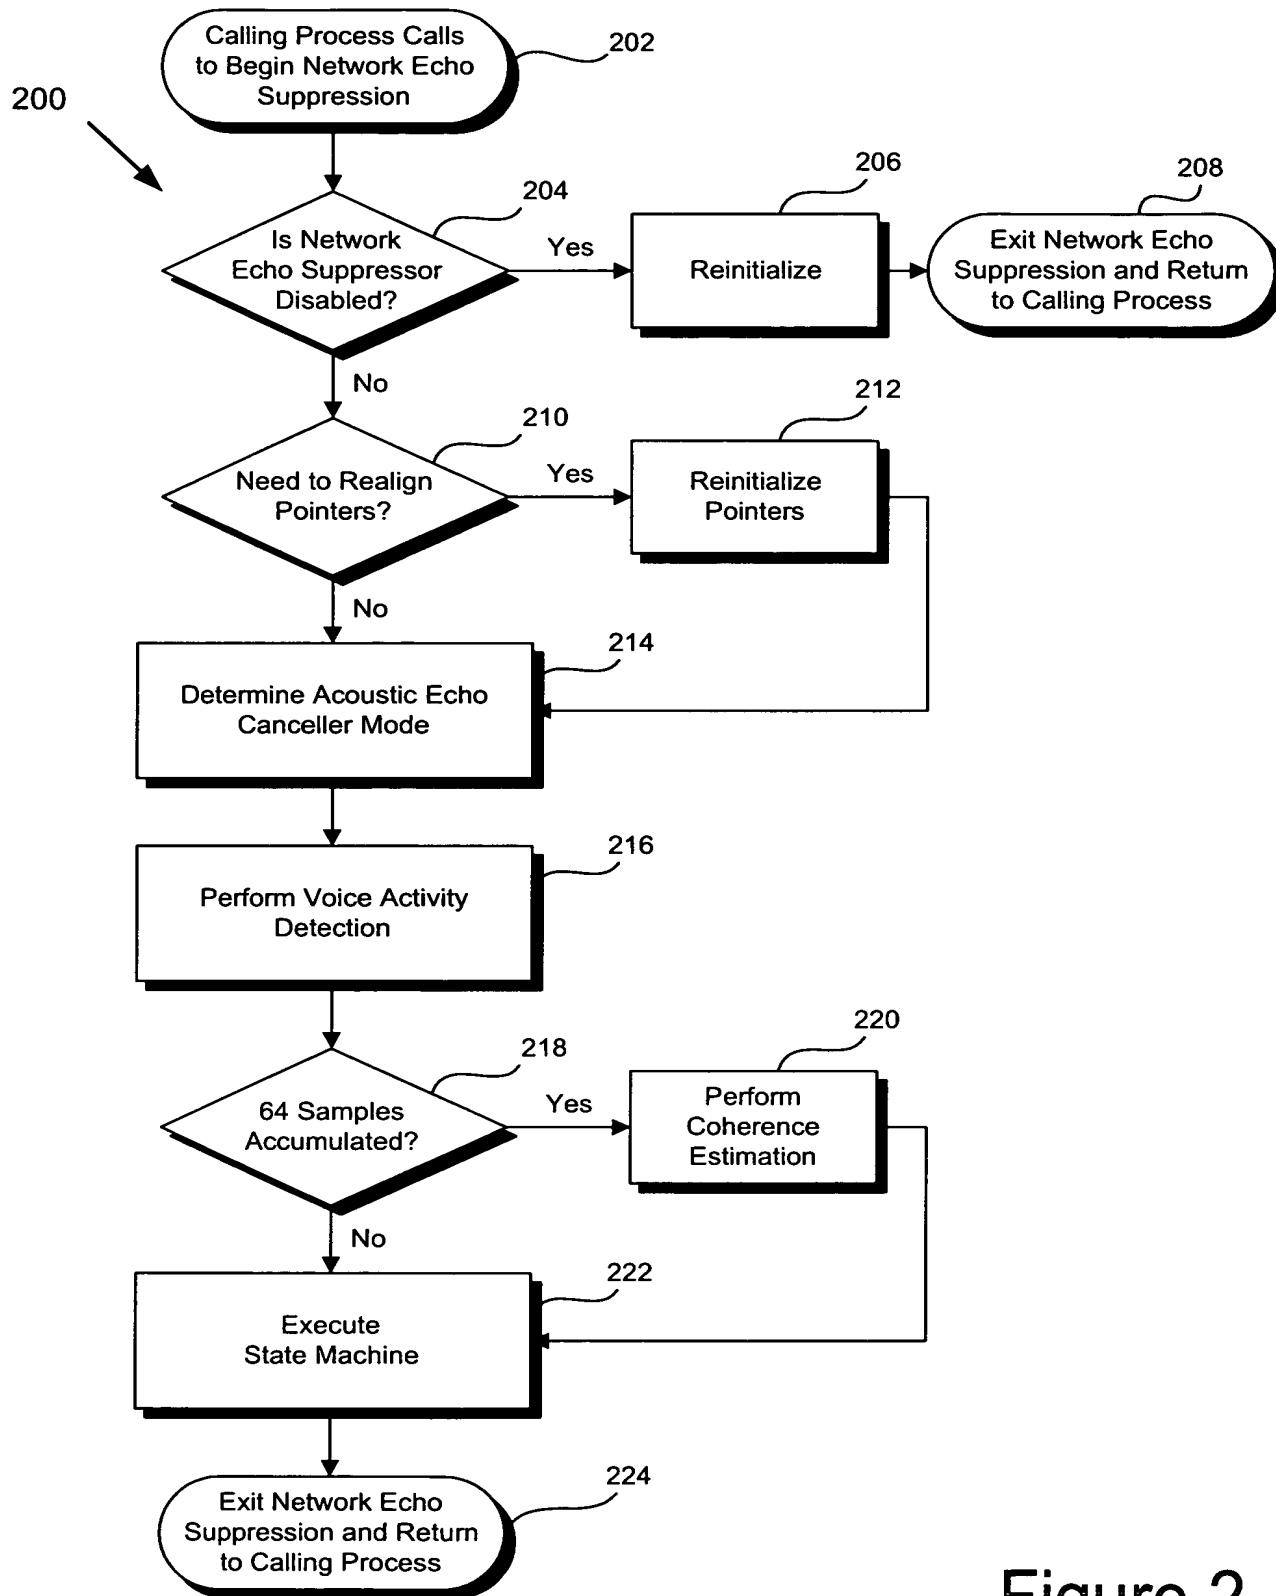 Calling Process Calls
to Begin Network Echo
Suppression
202
200
204
206
208
Is Network
Echo Suppressor
Disabled?
Yes
Reinitialize
Exit Network Echo
Suppression and Return
to Calling Process
No
210
212
Need to Realign
Pointers?
Yes
Reinitialize
Pointers
No
214
Determine Acoustic Echo
Canceller Mode
216
Perform Voice Activity
Detection
218
220
64 Samples
Accumulated?
Yes
Perform
Coherence
Estimation
No
222
Execute
State Machine
224
Exit Network Echo
Suppression and Return
to Calling Process
Figure 2